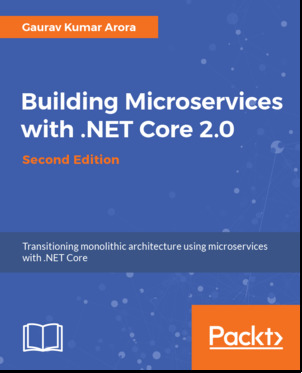 Gaurav Kumar Arora
Building Microservices
with .NET Core 2.0
Second Edition
Transitioning monolithic architecture using microservices
with .NET Core
Packt>